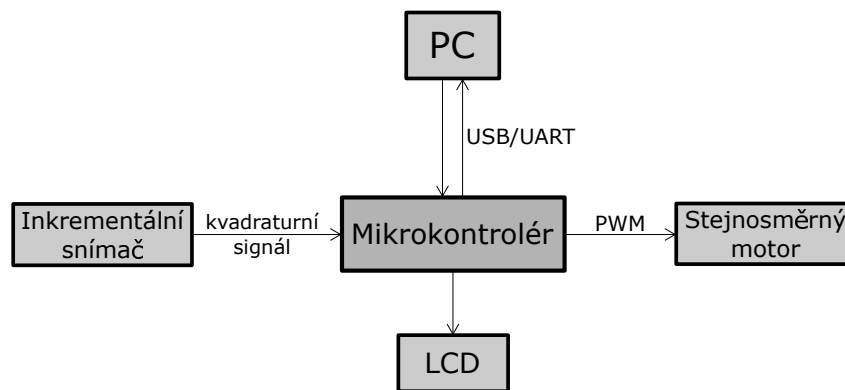 PC
USB/UART
Inkrementální
snímač
kvadraturní
signál
Mikrokontrolér
PWM
Stejnosměrný
motor
LCD